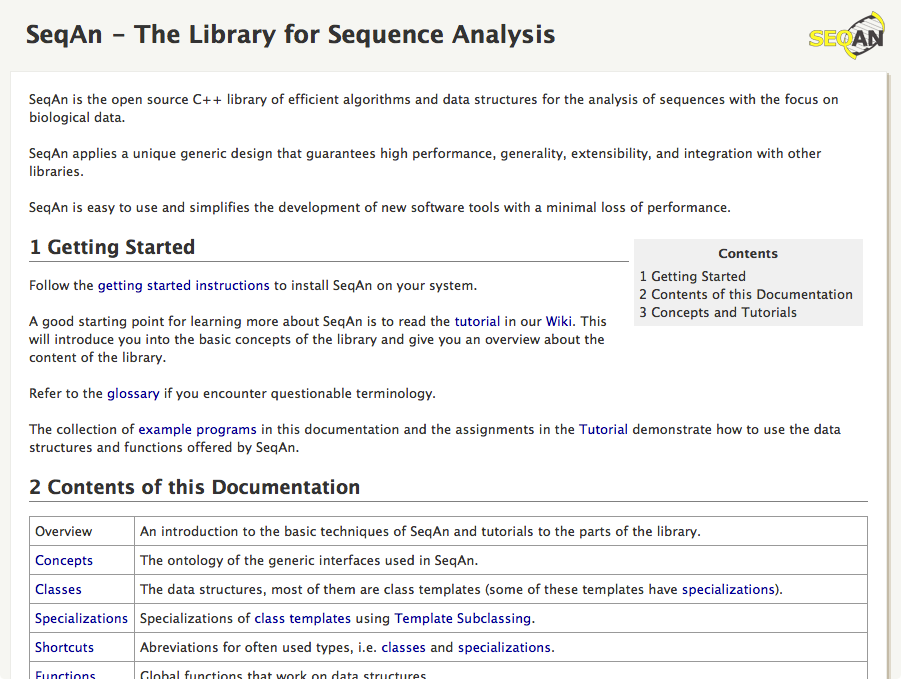 SeqAn – The Library for Sequence Analysis
SEQAN
SeqAn is the open source C++ library of efficient algorithms and data structures for the analysis of sequences with the focus on
biological data.
SeqAn applies a unique generic design that guarantees high performance, generality, extensibility, and integration with other
libraries.
SeqAn is easy to use and simplifies the development of new software tools with a minimal loss of performance.
1 Getting Started
Contents
1 Getting Started
2 Contents of this Documentation
3 Concepts and Tutorials
Follow the getting started instructions to install SeqAn on your system.
A good starting point for learning more about SeqAn is to read the tutorial in our Wiki. This
will introduce you into the basic concepts of the library and give you an overview about the
content of the library.
Refer to the glossary if you encounter questionable terminology.
The collection of example programs in this documentation and the assignments in the Tutorial demonstrate how to use the data
structures and functions offered by SeqAn.
2 Contents of this Documentation
Overview An introduction to the basic techniques of SeqAn and tutorials to the parts of the library.
Concepts The ontology of the generic interfaces used in SeqAn.
Classes The data structures, most of them are class templates (some of these templates have specializations).
Specializations Specializations of class templates using Template Subclassing.
Shortcuts Abreviations for often used types, i.e. classes and specializations.
Functions Global functions that work on data structures.